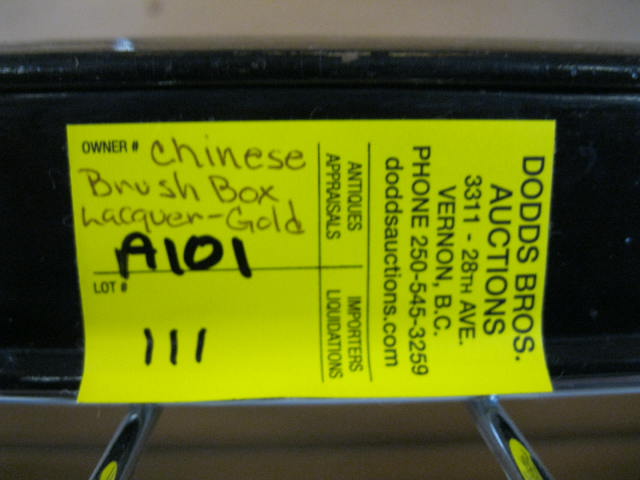 OWNER # Chinese
Brush Box
Lacquer-Gold
A101
LOT #
111
ANTIQUES
APPRAISALS
IMPORTERS
LIQUIDATIONS
DODDS BROS.
AUCTIONS
3311 - 28TH AVE.
VERNON, B.C.
PHONE 250-545-3259
doddsauctions.com